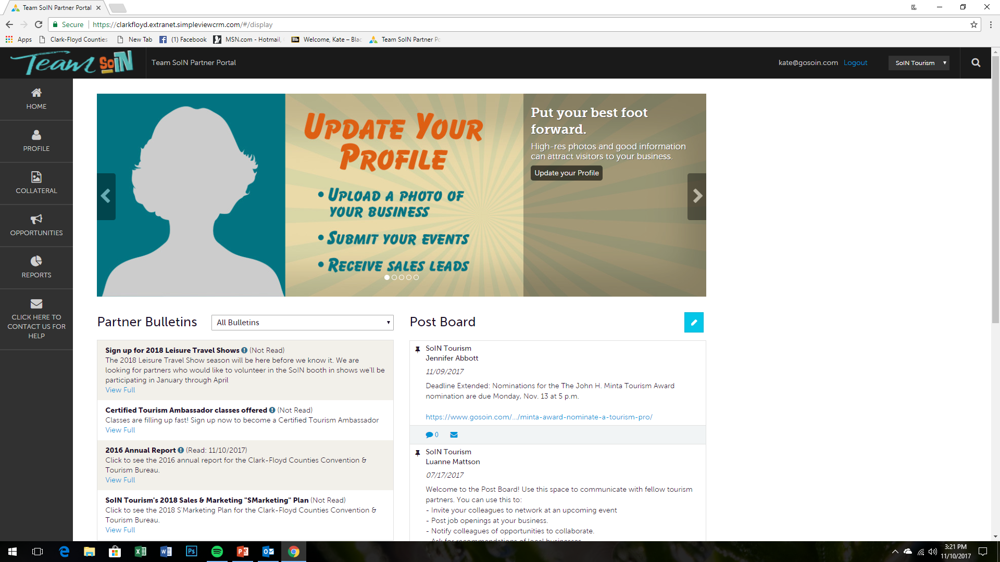 Team SoIN Partner Portal
Secure
https://clarkfloyd.extranet.simpleviewcrm.com/#/display
Apps
Clark-Floyd Counties
New Tab
(1) Facebook
MSN.com - Hotmail,
Bb
Welcome, Kate – Blac
Team SoIN Partner Po
Team SoIN
Team SoIN Partner Portal
kate@gosoin.com
Logout
SoIN Tourism
HOME
PROFILE
COLLATERAL
OPPORTUNITIES
REPORTS
CLICK HERE TO
CONTACT US FOR
HELP
UPDATE YOUR
PROFILE
• UPLOAD A PHOTO OF
YOUR BUSINESS
• SUBMIT YOUR EVENTS
• RECEIVE SALES LEADS
Put your best foot
forward.
High-res photos and good information
can attract visitors to your business.
Update your Profile
Partner Bulletins
All Bulletins
Sign up for 2018 Leisure Travel Shows (Not Read)
The 2018 Leisure Travel Show season will be here before we know it. We are
looking for partners who would like to volunteer in the SoIN booth in shows we'll be
participating in January through April
View Full
Certified Tourism Ambassador classes offered (Not Read)
Classes are filling up fast! Sign up now to become a Certified Tourism Ambassador
View Full
2016 Annual Report (Read: 11/10/2017)
Click to see the 2016 annual report for the Clark-Floyd Counties Convention &
Tourism Bureau.
View Full
SoIN Tourism's 2018 Sales & Marketing "SMarketing" Plan (Not Read)
Click to see the 2018 S'Marketing Plan for the Clark-Floyd Counties Convention &
Tourism Bureau.
View Full
Post Board
SoIN Tourism
Jennifer Abbott
11/09/2017
Deadline Extended: Nominations for the The John H. Minta Tourism Award
nomination are due Monday, Nov. 13 at 5 p.m.
https://www.gosoin.com/.../minta-award-nominate-a-tourism-pro/
0
SoIN Tourism
Luanne Mattson
07/17/2017
Welcome to the Post Board! Use this space to communicate with fellow tourism
partners. You can use this to:
- Invite your colleagues to network at an upcoming event
- Post job openings at your business.
- Notify colleagues of opportunities to collaborate.
- Ask for recommendations of local businesses
Ps
3:21 PM
11/10/2017